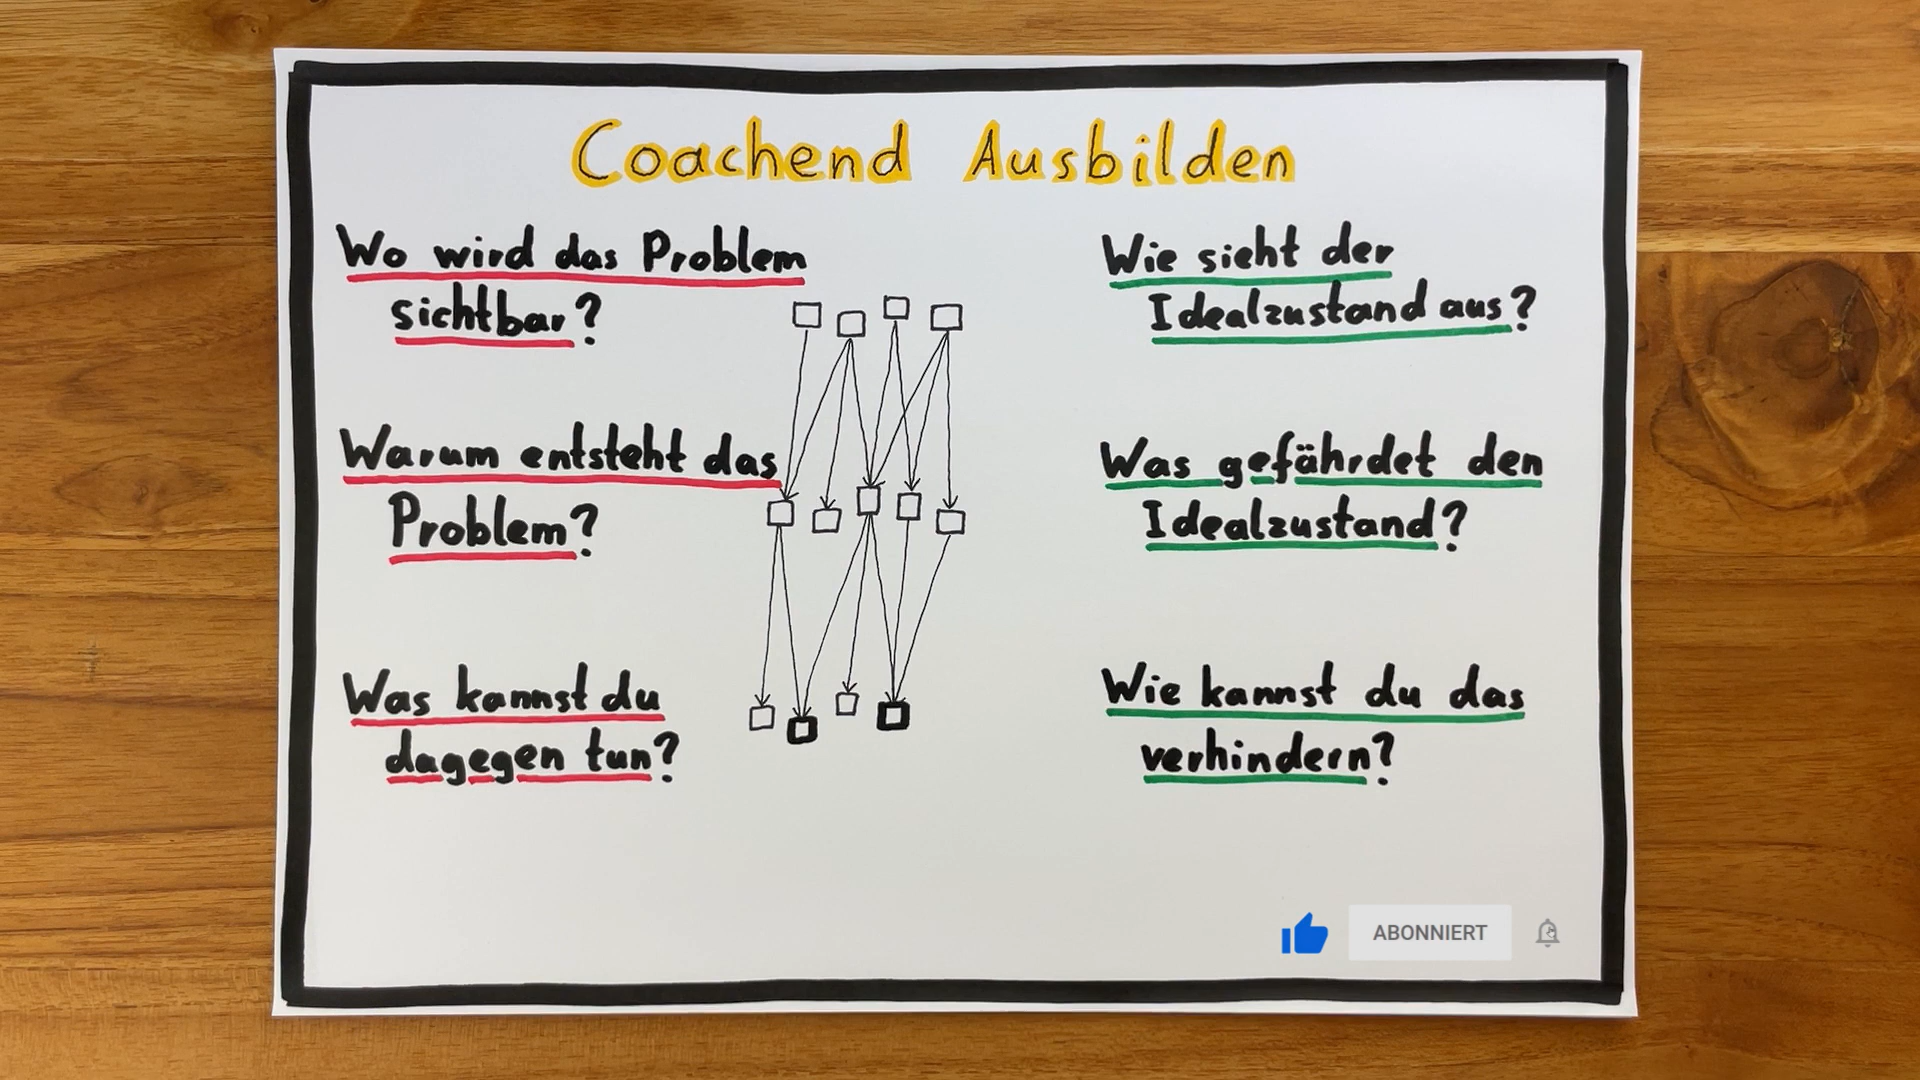 Coachend Ausbilden
Wo wird das Problem
sichtbar?
Warum entsteht das
Problem?
Was kannst du
dagegen tun?
Wie sieht der
Idealzustand aus?
Was gefährdet den
Idealzustand?
Wie kannst du das
verhindern?
ABONNIERT